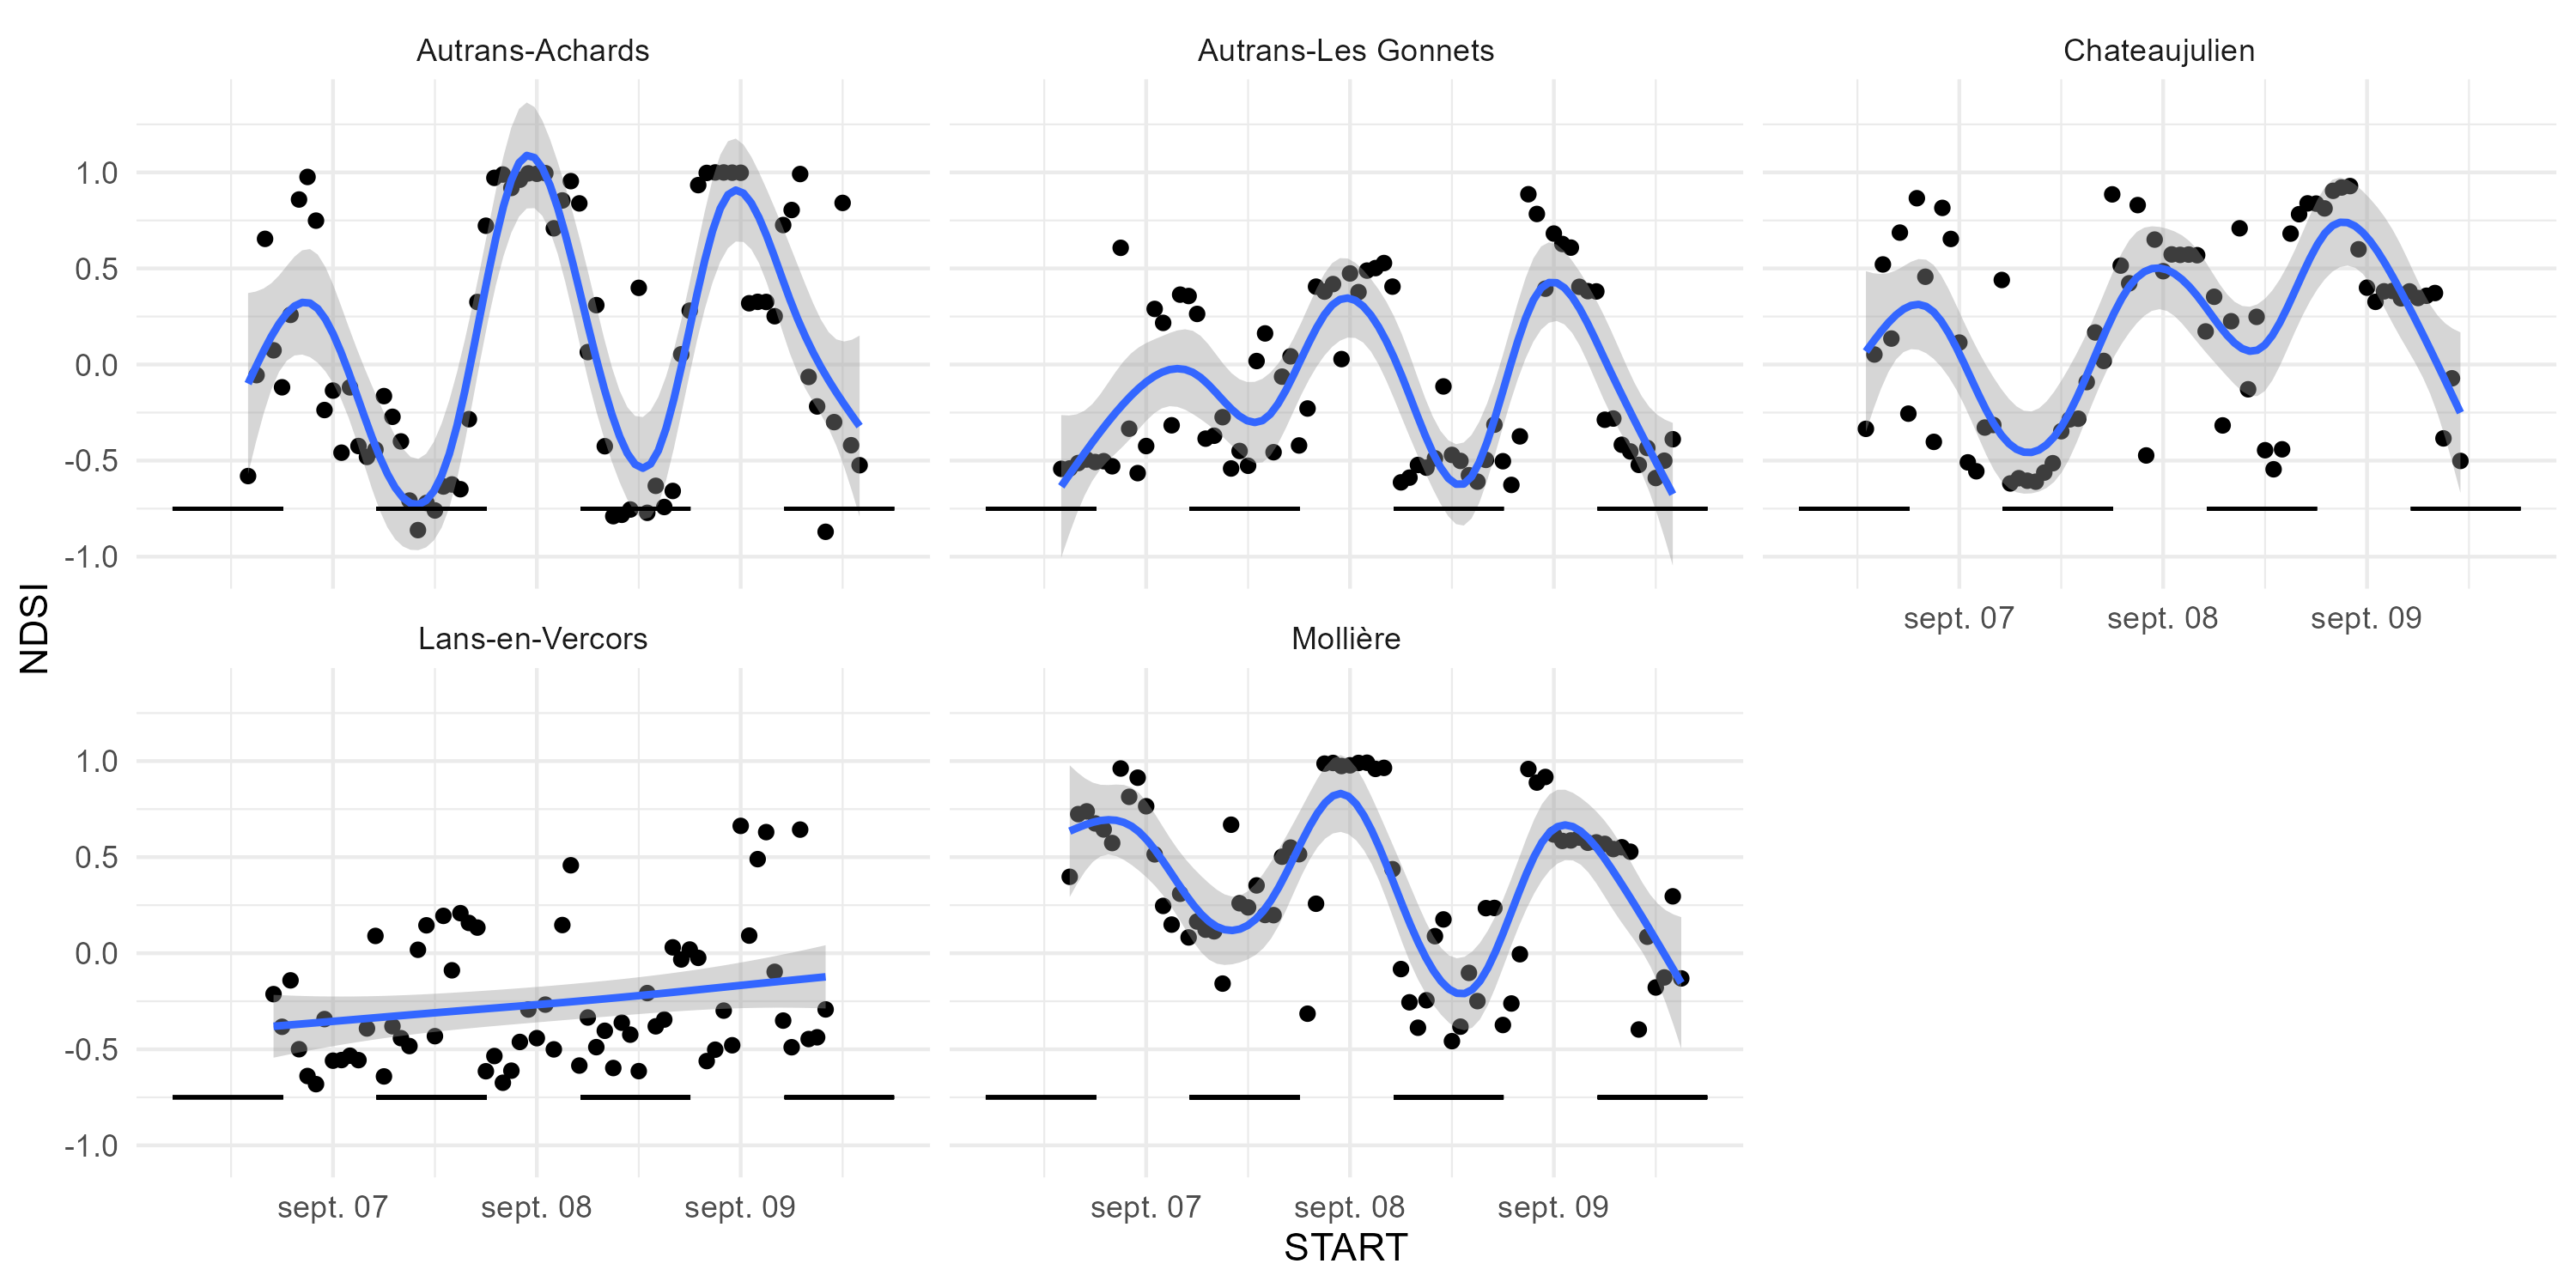 Autrans-Achards
Autrans-Les Gonnets
Chateaujulien
1.0
0.5
0.0
-0.5
-1.0
sept. 07
sept. 08
sept. 09
NDSI
Lans-en-Vercors
Mollière
1.0
0.5
0.0
-0.5
-1.0
sept. 07
sept. 08
sept. 09
sept. 07
sept. 08
sept. 09
START